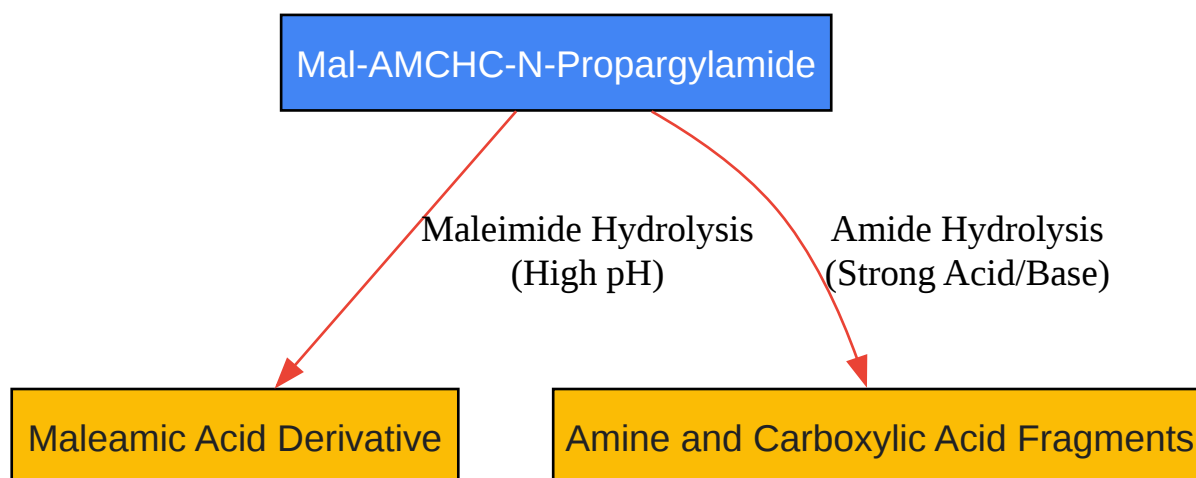 Mal-AMCHC-N-Propargylamide
Maleimide Hydrolysis
(High pH)
Amide Hydrolysis
(Strong Acid/Base)
Maleamic Acid Derivative
Amine and Carboxylic Acid Fragments